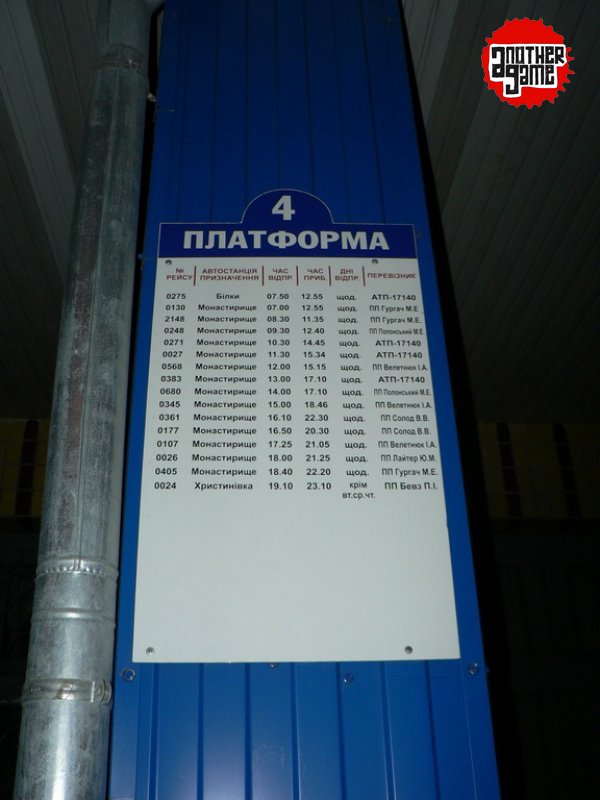 another
game
4
ПЛАТФОРМА
№ РЕЙСУ АВТОСТАНЦІЯ ПРИЗНАЧЕННЯ ЧАС ВІДПР. ЧАС ПРИБ. ДНІ ВІДПР. ПЕРЕВІЗНИК
0275 Білки 07.50 12.55 щод. АТП-17140
0130 Монастирище 07.00 12.55 щод. ПП Гургач М.Е.
2148 Монастирище 08.30 11.35 щод. ПП Гургач М.Е.
0248 Монастирище 09.30 12.40 щод. ПП Полонський М.Е.
0271 Монастирище 10.30 14.45 щод. АТП-17140
0027 Монастирище 11.30 15.34 щод. АТП-17140
0568 Монастирище 12.00 15.15 щод. ПП Велетнюк І.А.
0383 Монастирище 13.00 17.10 щод. АТП-17140
0680 Монастирище 14.00 17.10 щод. ПП Полонський М.Е.
0345 Монастирище 15.00 18.46 щод. ПП Велетнюк І.А.
0361 Монастирище 16.10 22.30 щод. ПП Солод В.В.
0177 Монастирище 16.50 20.30 щод. ПП Солод В.В.
0107 Монастирище 17.25 21.05 щод. ПП Велетнюк І.А.
0026 Монастирище 18.00 21.25 щод. ПП Лайтер Ю.М.
0405 Монастирище 18.40 22.20 щод. ПП Гургач М.Е.
0024 Христинівка 19.10 23.10 крім вт.ср.чт. ПП Бевз П.І.